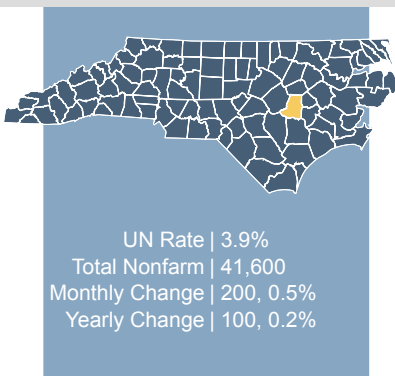 UN Rate | 3.9%
Total Nonfarm | 41,600
Monthly Change | 200, 0.5%
Yearly Change | 100, 0.2%